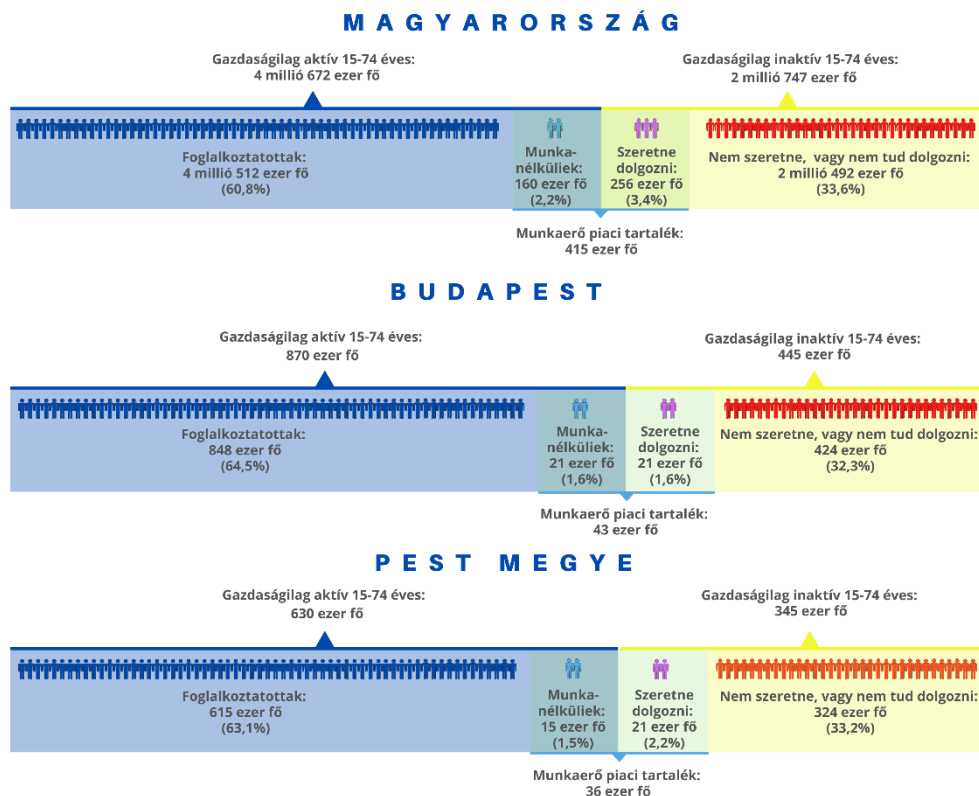 MAGYARORSZÁG
Gazdaságilag aktív 15-74 éves:
4 millió 672 ezer fő
Gazdaságilag inaktív 15-74 éves:
2 millió 747 ezer fő
Foglalkoztatottak:
4 millió 512 ezer fő
(60,8%)
Munka-
nélküliek:
160 ezer fő
(2,2%)
Szeretne
dolgozni:
256 ezer fő
(3,4%)
Nem szeretne, vagy nem tud dolgozni:
2 millió 492 ezer fő
(33,6%)
Munkaerő piaci tartalék:
415 ezer fő
BUDAPEST
Gazdaságilag aktív 15-74 éves:
870 ezer fő
Gazdaságilag inaktív 15-74 éves:
445 ezer fő
Foglalkoztatottak:
848 ezer fő
(64,5%)
Munka-
nélküliek:
21 ezer fő
(1,6%)
Szeretne
dolgozni:
21 ezer fő
(1,6%)
Nem szeretne, vagy nem tud dolgozni:
424 ezer fő
(32,3%)
Munkaerő piaci tartalék:
43 ezer fő
PEST MEGYE
Gazdaságilag aktív 15-74 éves:
630 ezer fő
Gazdaságilag inaktív 15-74 éves:
345 ezer fő
Foglalkoztatottak:
615 ezer fő
(63,1%)
Munka-
nélküliek:
15 ezer fő
(1,5%)
Szeretne
dolgozni:
21 ezer fő
(2,2%)
Nem szeretne, vagy nem tud dolgozni:
324 ezer fő
(33,2%)
Munkaerő piaci tartalék:
36 ezer fő